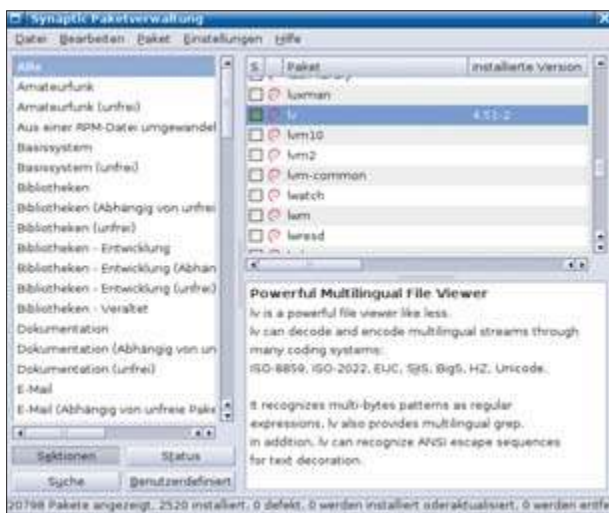 Synaptic Paketverwaltung
Datei Bearbeiten Paket Einstellungen Hilfe
Alle
Amateurfunk
Amateurfunk (unfrei)
Aus einer RPM-Datei umgewandel
Basissystem
Basissystem (unfrei)
Bibliotheken
Bibliotheken (Abhängig von unfrei
Bibliotheken (unfrei)
Bibliotheken - Entwicklung
Bibliotheken - Entwicklung (Abhän
Bibliotheken - Entwicklung (unfrei)
Bibliotheken - Veraltet
Dokumentation
Dokumentation (Abhängig von un
Dokumentation (unfrei)
E-Mail
E-Mail (Abhängig von unfreie Pake
Sektionen Status
Suche Benutzerdefiniert
S Paket Installierte Version
luxman
lv 4.51-2
lvm10
lvm2
lvm-common
lwatch
lwm
lwresd
Powerful Multilingual File Viewer
lv is a powerful file viewer like less.
lv can decode and encode multilingual streams through
many coding systems:
ISO-8859, ISO-2022, EUC, SJIS, Big5, HZ, Unicode.
It recognizes multi-bytes patterns as regular
expressions, lv also provides multilingual grep.
In addition, lv can recognize ANSI escape sequences
for text decoration.
20798 Pakete angezeigt, 2520 installiert, 0 defekt, 0 werden installiert oderaktualisiert, 0 werden entfe